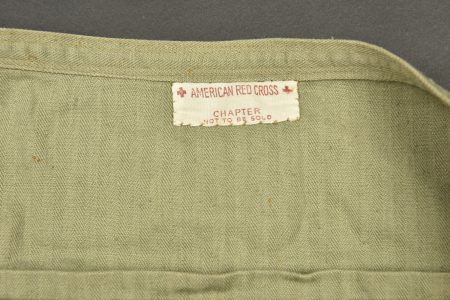 AMERICAN RED CROSS
CHAPTER
NOT TO BE SOLD